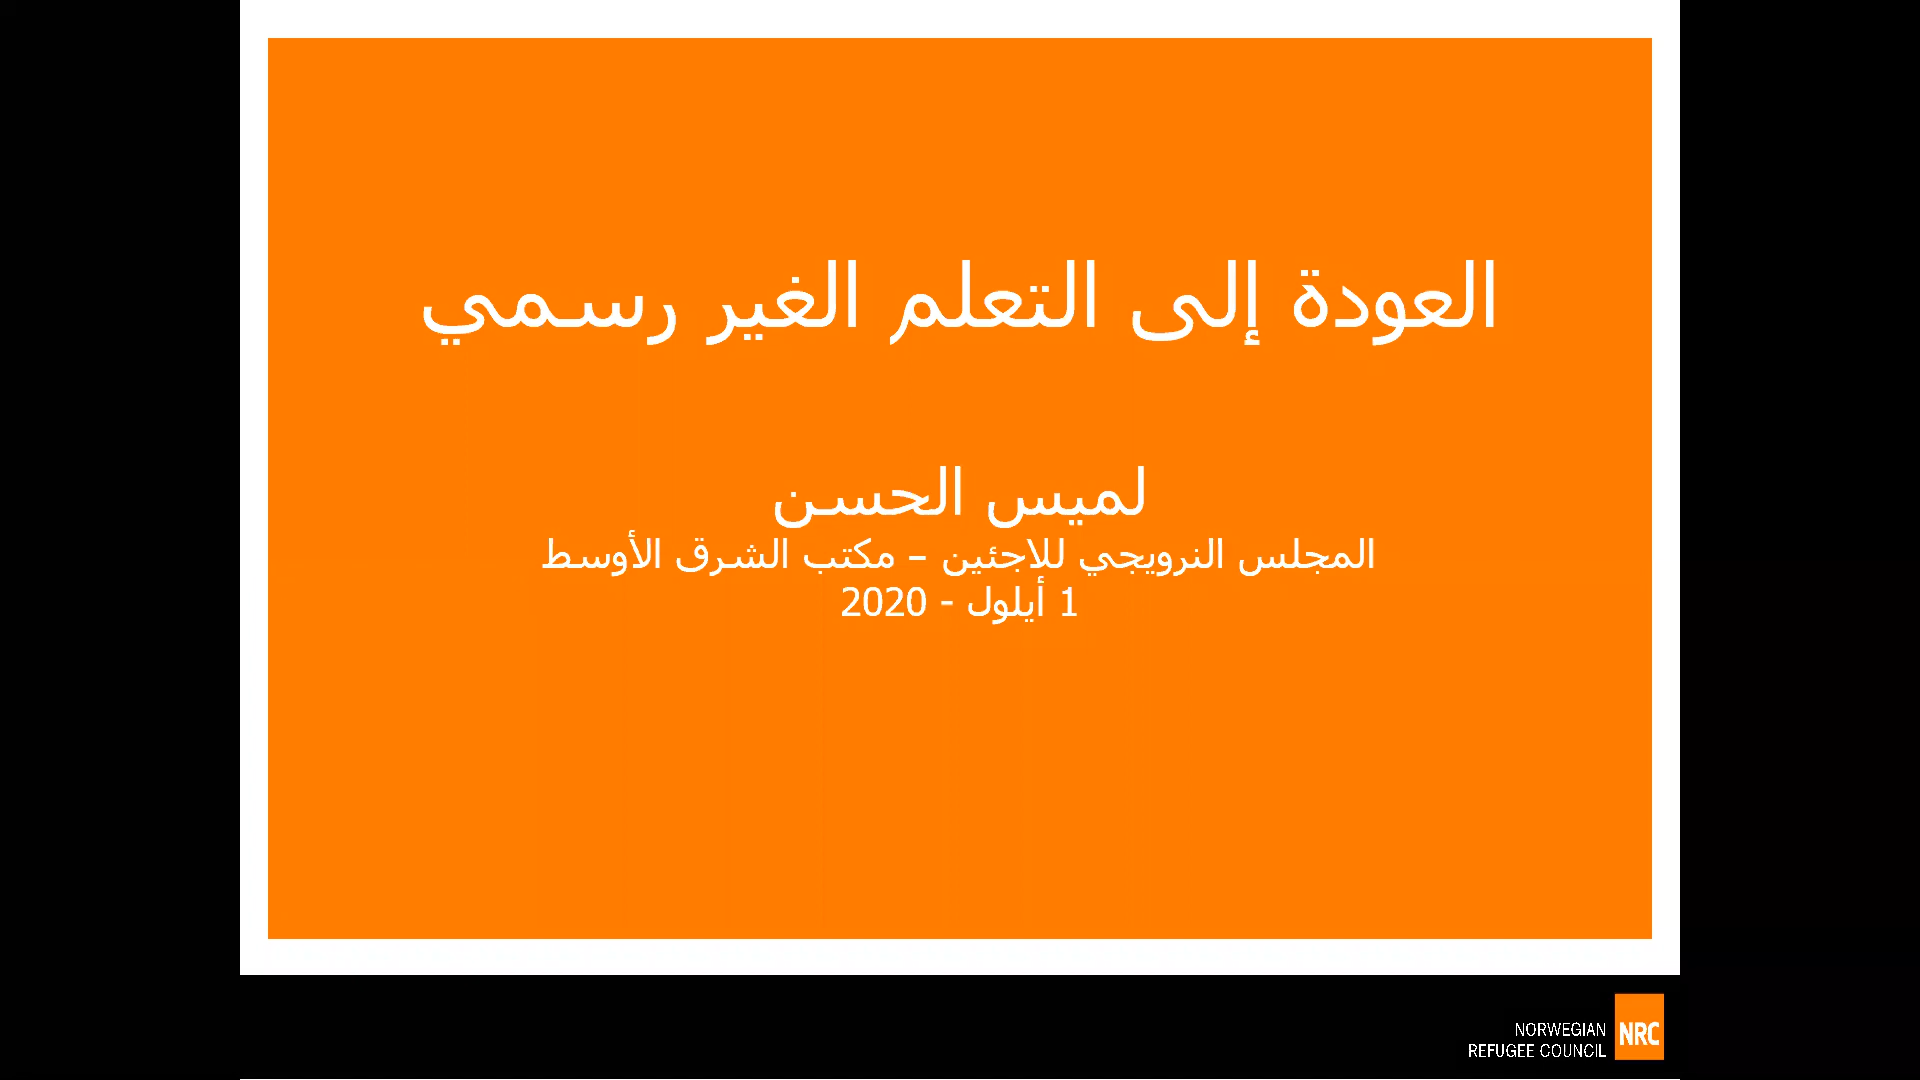 العودة إلى التعلم الغير رسمي
لميس الحسن
المجلس النرويجي للاجئين – مكتب الشرق الأوسط
1 أيلول - 2020
NORWEGIAN
REFUGEE COUNCIL
NRC